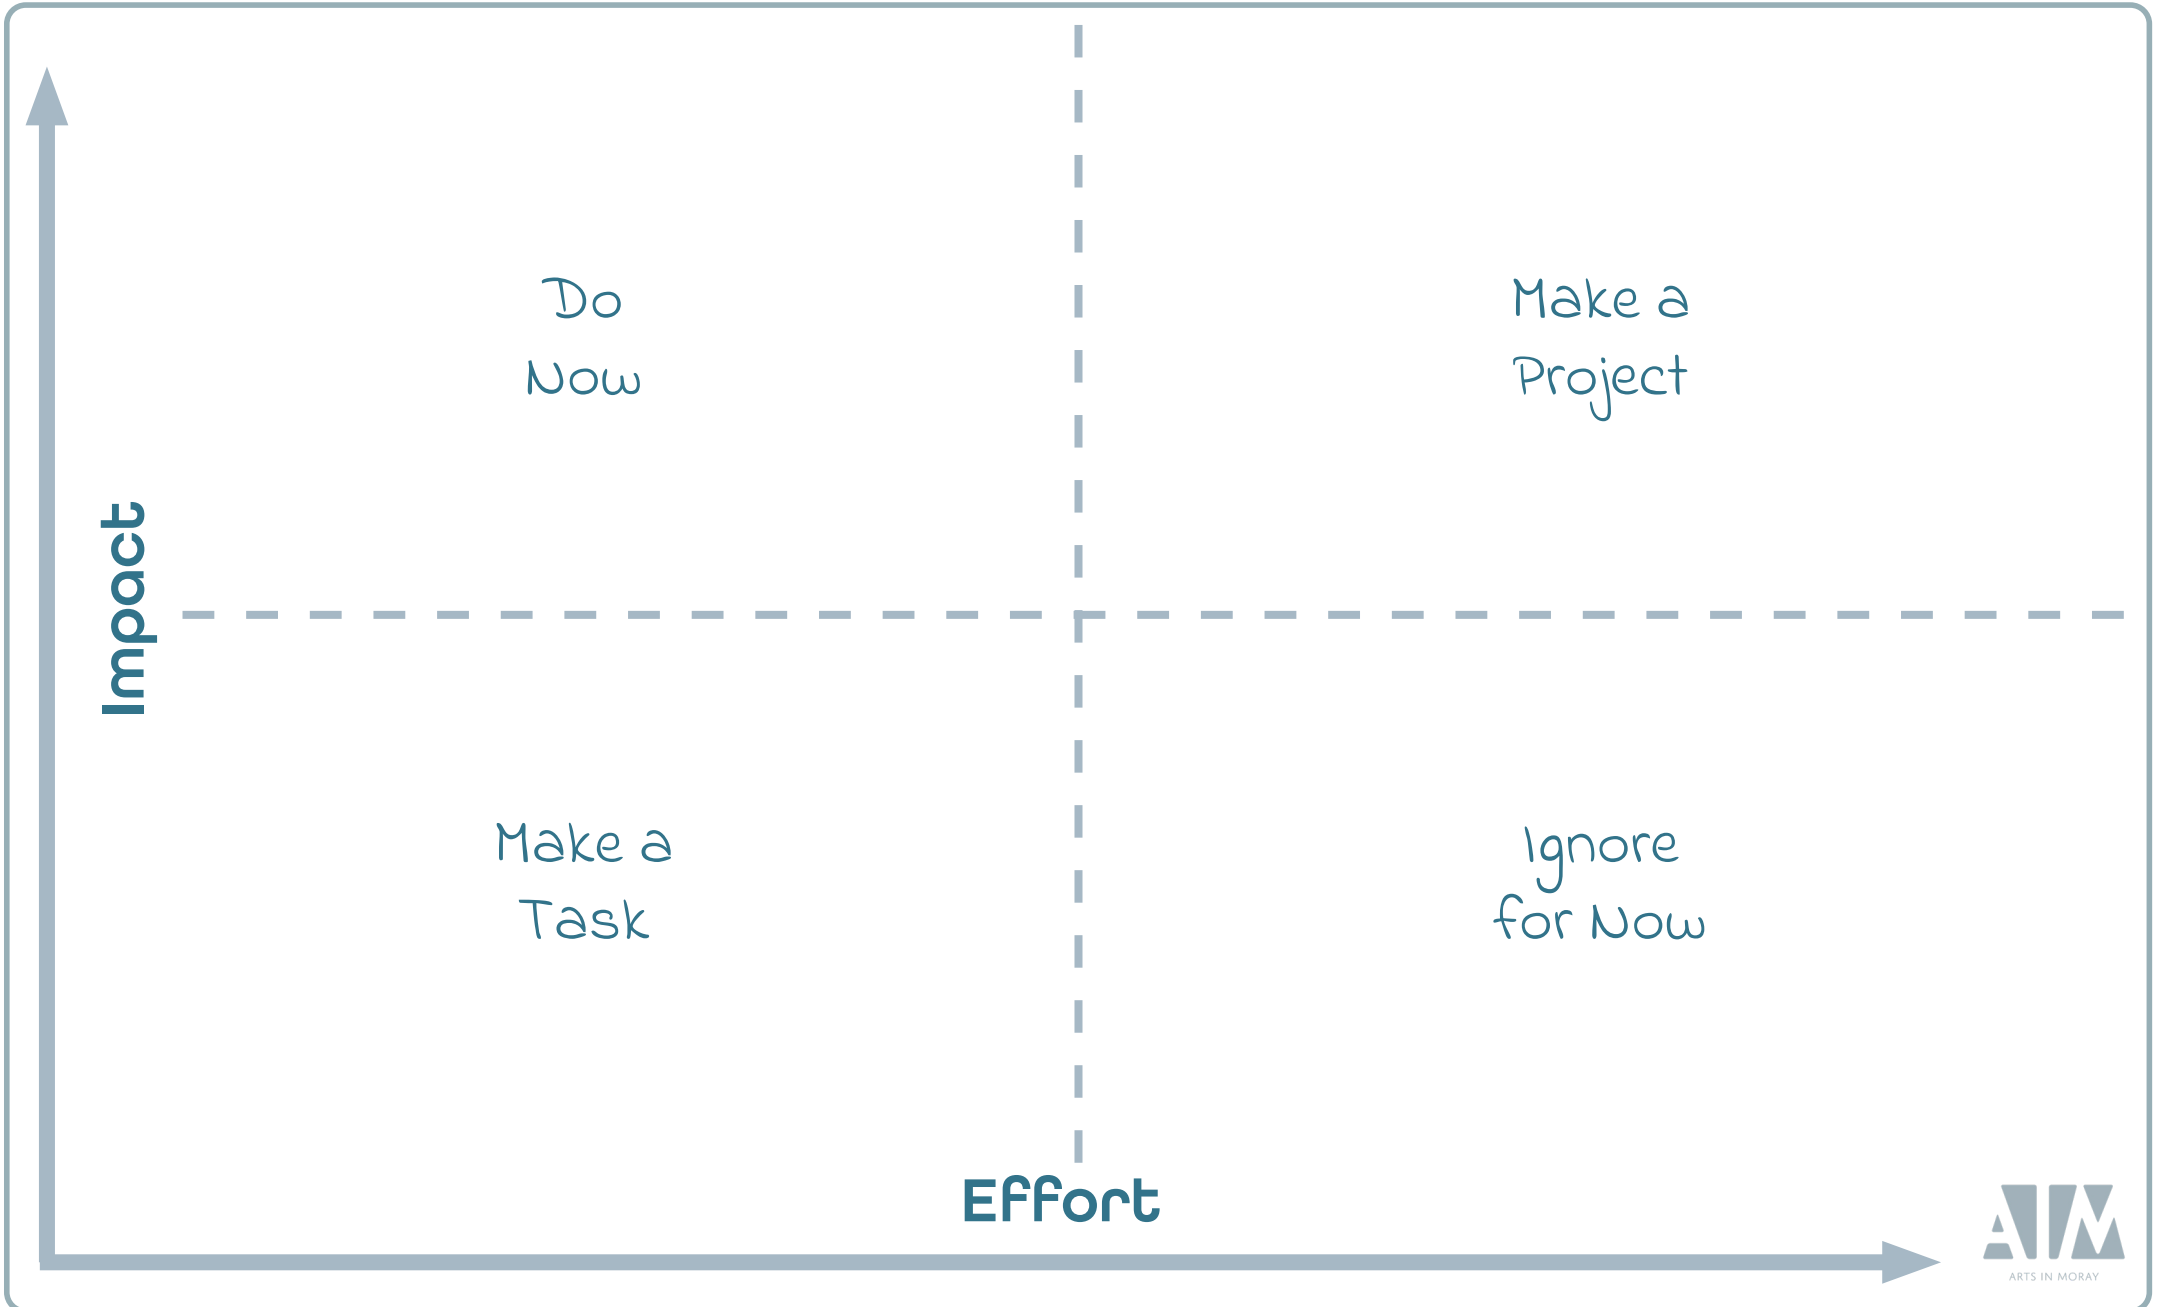 Do
Now
Make a
Project
Impact
Make a
Task
Ignore
for Now
Effort
AIM
ARTS IN MORAY